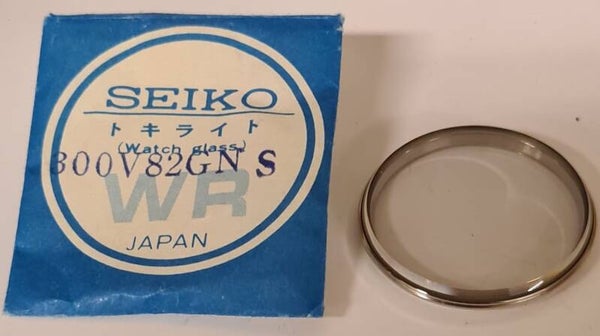 SEIKO
トキライト
(Watch glass)
300V82GN S
WR
JAPAN